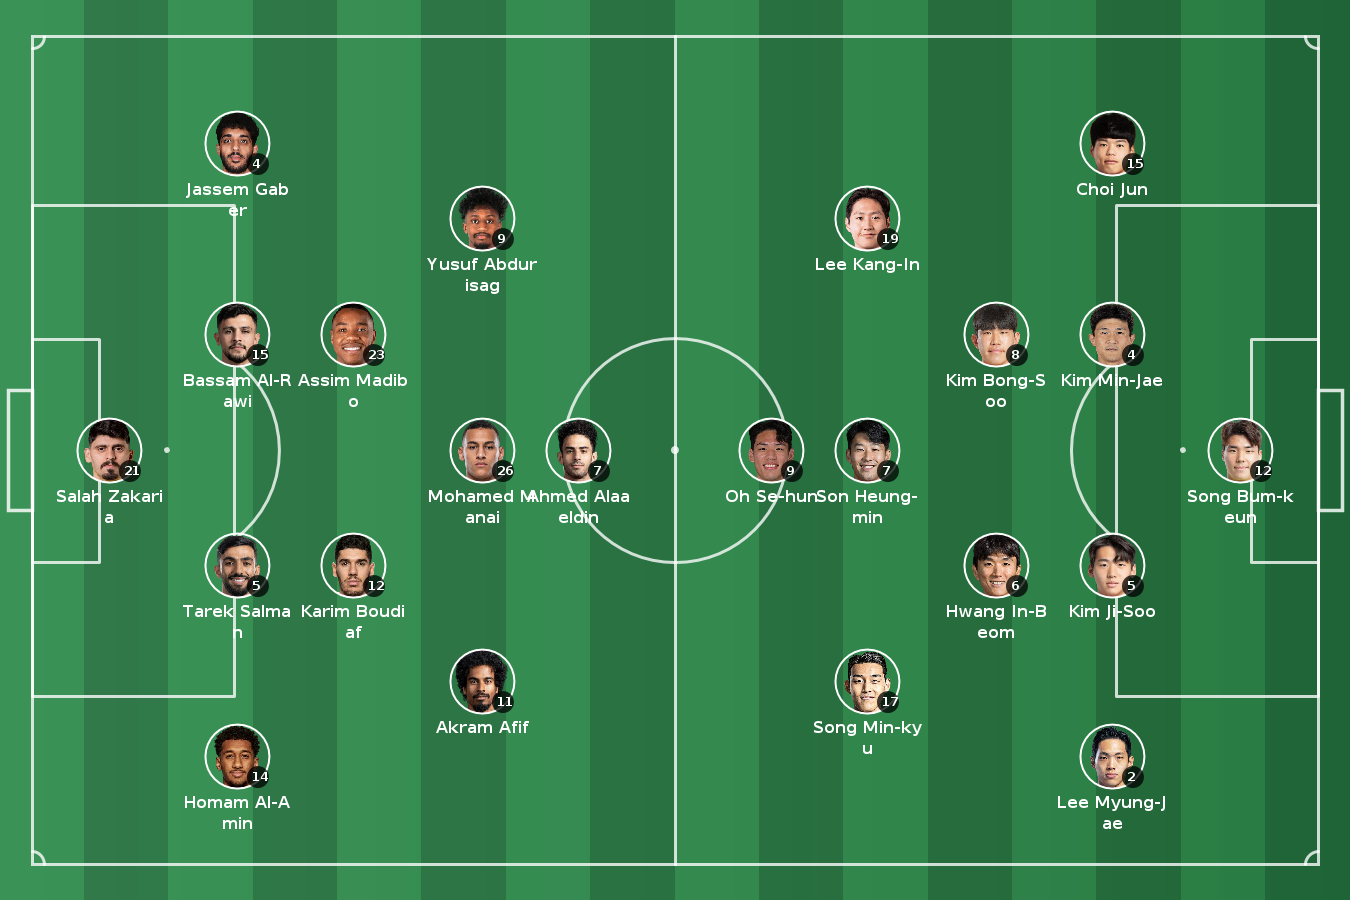 4
Jassem Gab
er
15
Choi Jun
9
Yusuf Abdur
isag
19
Lee Kang-In
15
Bassam Al-R
awi
23
Assim Madib
o
8
Kim Bong-S
oo
4
Kim Min-Jae
21
Salah Zakari
a
26
Mohamed M
anai
7
Ahmed Alaa
eldin
9
Oh Se-hun
7
Son Heung-
min
12
Song Bum-k
eun
5
Tarek Salma
n
12
Karim Boudi
af
6
Hwang In-B
eom
5
Kim Ji-Soo
11
Akram Afif
17
Song Min-ky
u
14
Homam Al-A
min
2
Lee Myung-J
ae